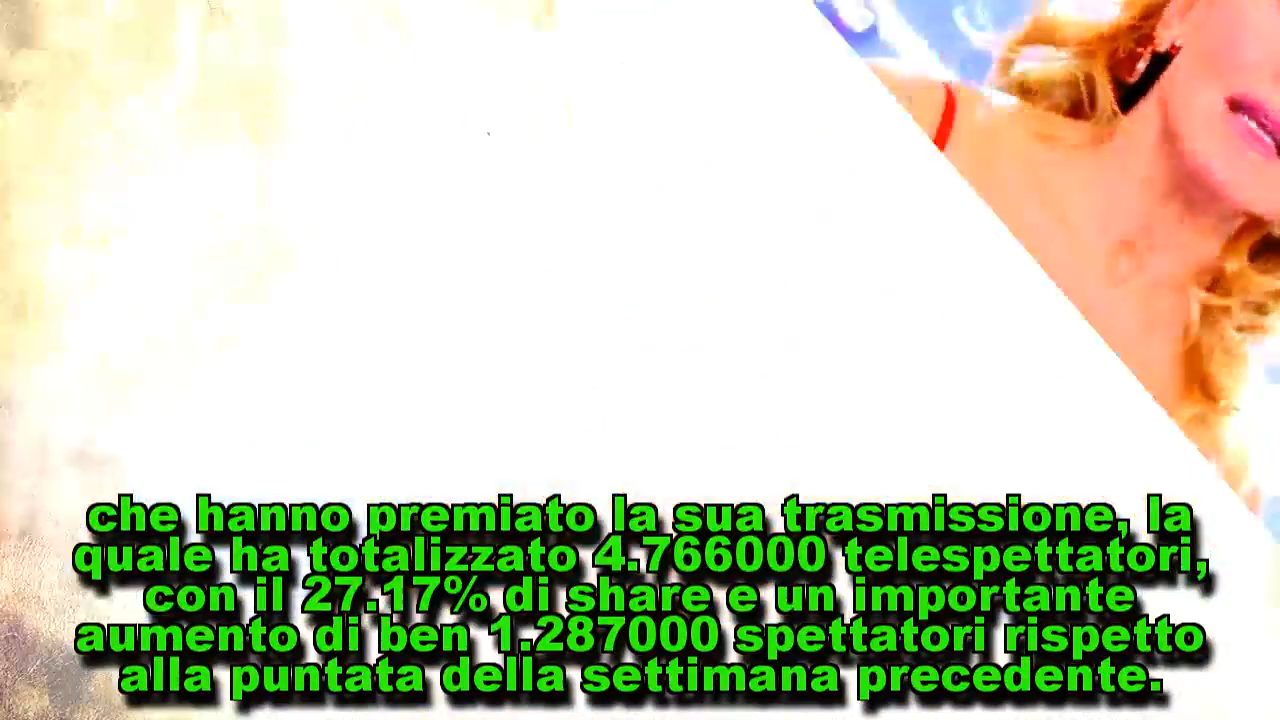 che hanno premiato la sua trasmissione, la
quale ha totalizzato 4.766000 telespettatori,
con il 27.17% di share e un importante
aumento di ben 1.287000 spettatori rispetto
alla puntata della settimana precedente.